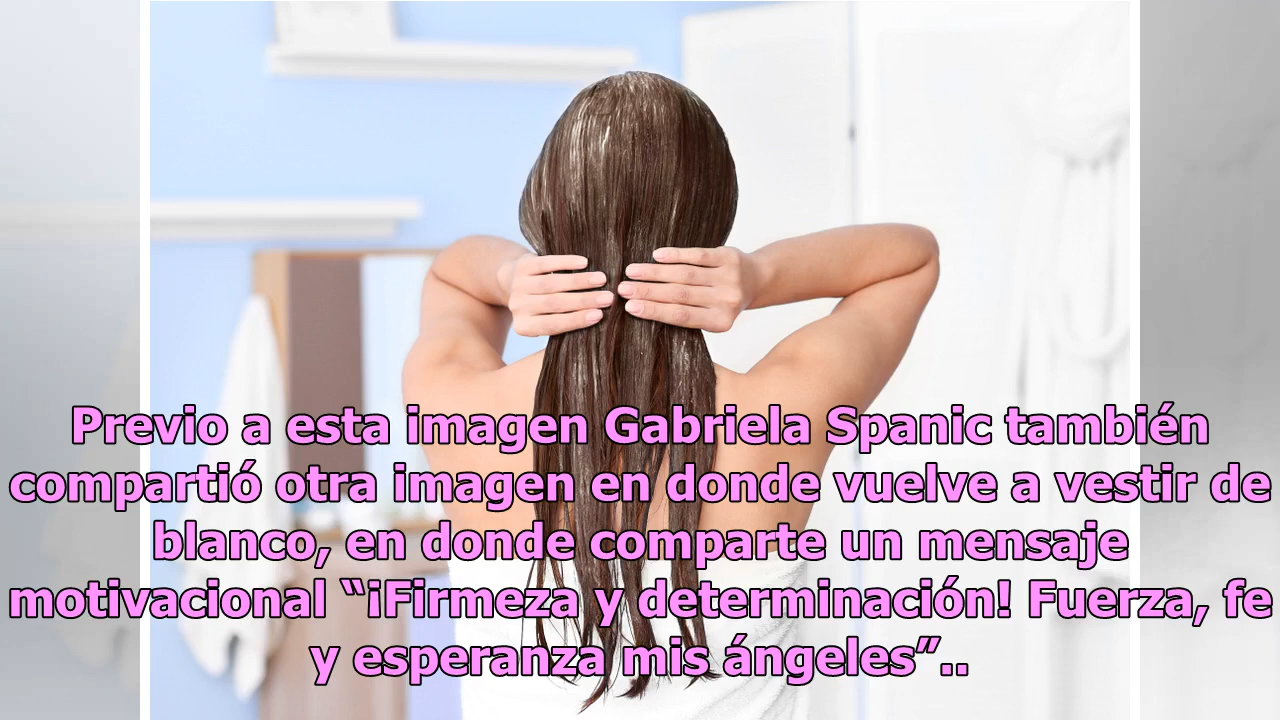 Previo a esta imagen Gabriela Spanic también
compartió otra imagen en donde vuelve a vestir de
blanco, en donde comparte un mensaje
motivacional “¡Firmeza y determinación! Fuerza, fe
y esperanza mis ángeles”..